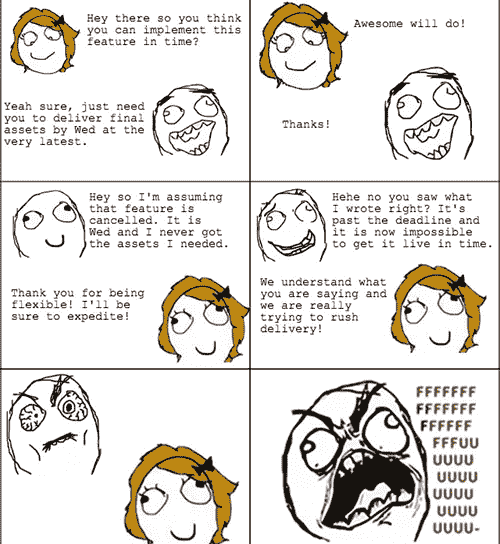 Hey there so you think
you can implement this
feature in time?
Yeah sure, just need
you to deliver final
assets by Wed at the
very latest.
Awesome will do!
Thanks!
Hey so I'm assuming
that feature is
cancelled. It is
Wed and I never got
the assets I needed.
Thank you for being
flexible! I'll be
sure to expedite!
Hehe no you saw what
I wrote right? It's
past the deadline and
it is now impossible
to get it live in time.
We understand what
you are saying and
we are really
trying to rush
delivery!
FFFFFFF
FFFFFFF
FFFFFF
FFFUU
UUUU
UUUU
UUUU
UUUU
UUUU-